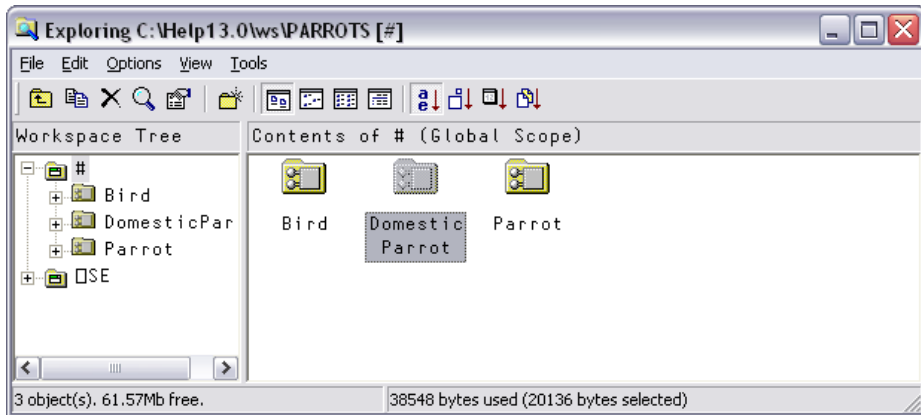 Exploring C:\Help13.0\ws\PARROTS [#]
File Edit Options View Tools
Workspace Tree
Contents of # (Global Scope)
#
Bird
DomesticPar
Parrot
⎕SE
Bird
Domestic
Parrot
Parrot
3 object(s). 61.57Mb free.
38548 bytes used (20136 bytes selected)